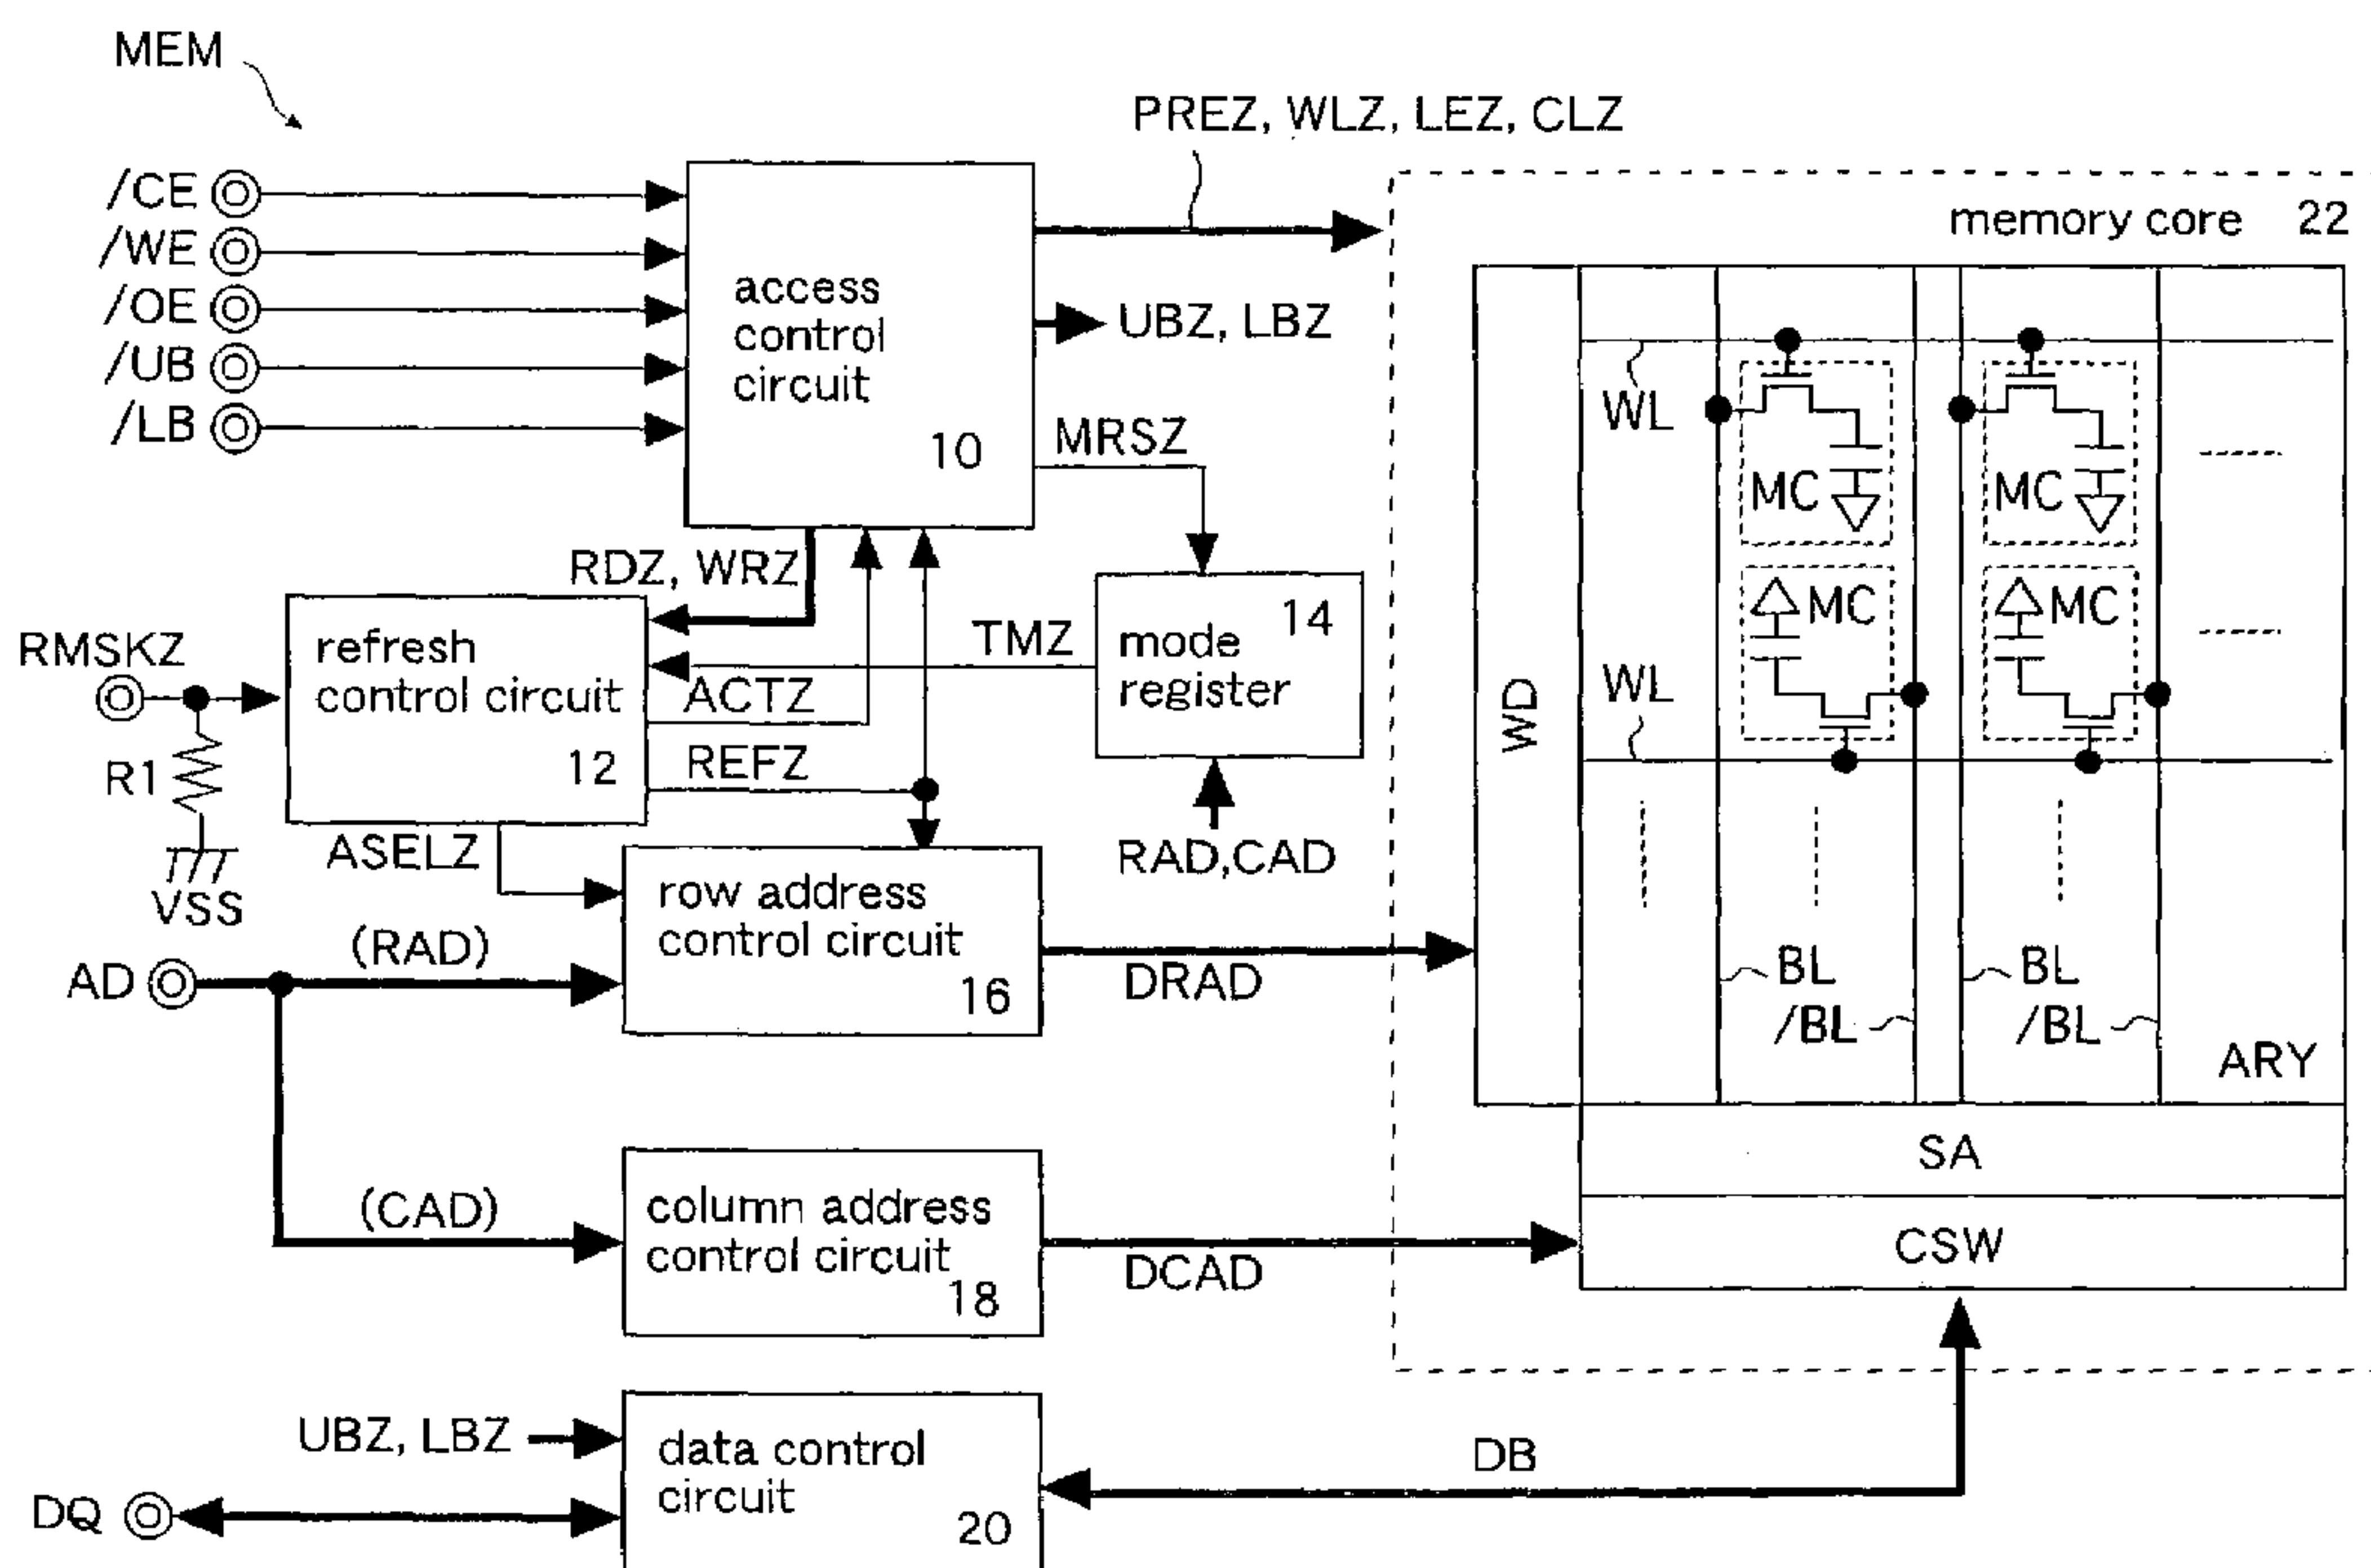 MEM
PREZ, WLZ, LEZ, CLZ
/CE
/WE
/OE
/UB
/LB
access
control
circuit
10
UBZ, LBZ
MRSZ
memory core 22
RDZ, WRZ
RMSKZ
refresh
control circuit
12
TMZ
ACTZ
REFZ
14
mode
register
RAD,CAD
R1
VSS
ASELZ
AD
(RAD)
row address
control circuit
16
DRAD
(CAD)
column address
control circuit
18
DCAD
UBZ, LBZ
DQ
data control
circuit
20
DB
WD
WL
MC
MC
MC
MC
WL
BL
/BL
BL
/BL
ARY
SA
CSW